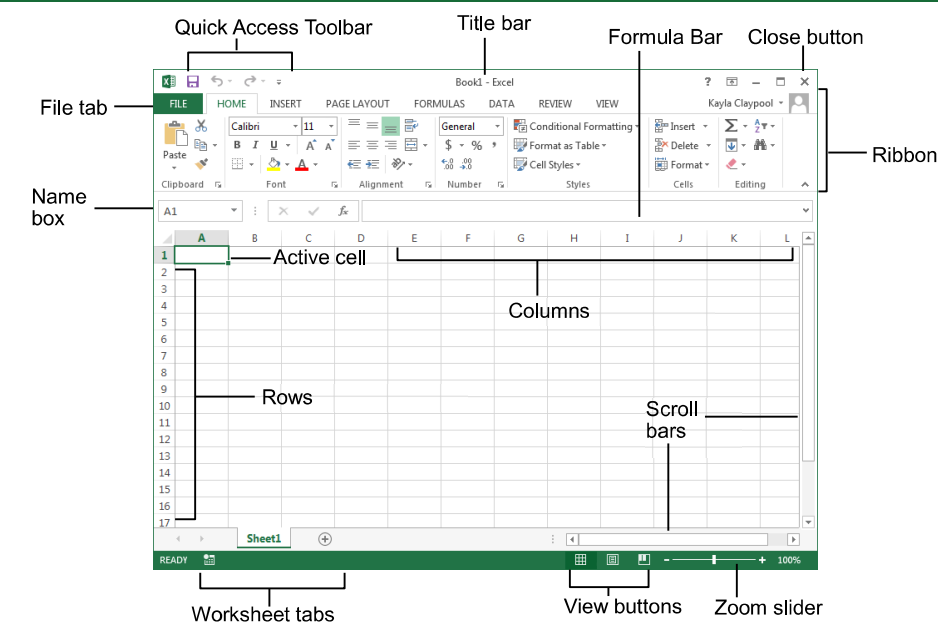 Quick Access Toolbar
Title bar
Formula Bar
Close button
Book1 - Excel
?
File tab
FILE HOME INSERT PAGE LAYOUT FORMULAS DATA REVIEW VIEW Kayla Claypool
Calibri 11 General Conditional Formatting Insert
Paste B I U A A $ % , Format as Table Delete
A Cell Styles Format
Ribbon
Clipboard Font Alignment Number Styles Cells Editing
Name
box
A1 fx
A B C D E F G H I J K L
1
Active cell
2
3
4
Columns
5
6
7
8
9
Rows
10
Scroll
bars
11
12
13
14
15
16
17
Sheet1
READY 100%
Worksheet tabs
View buttons
Zoom slider